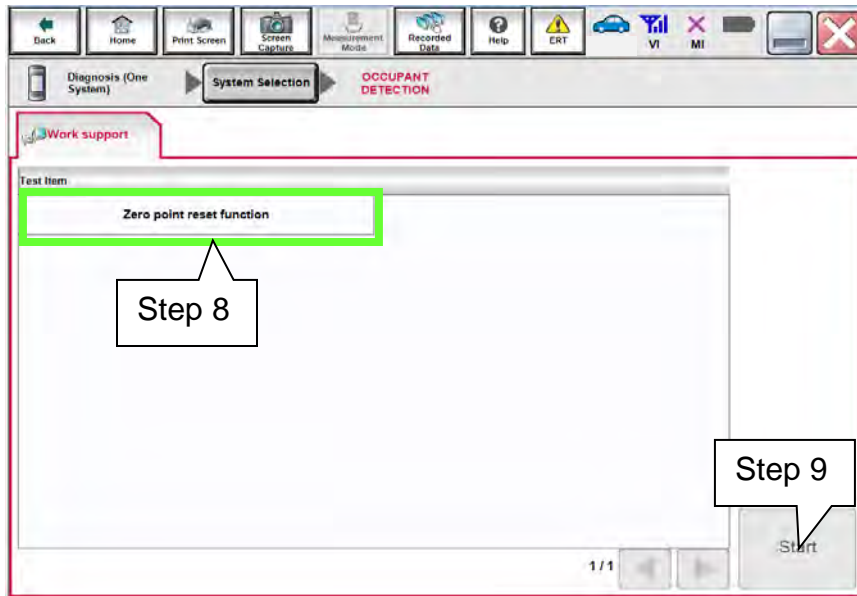 Back
Home
Print Screen
Screen
Capture
Measurement
Mode
Recorded
Data
Help
ERT
VI
MI
Diagnosis (One
System)
System Selection
OCCUPANT
DETECTION
Work support
Test Item
Zero point reset function
Step 8
Step 9
Start
1/1